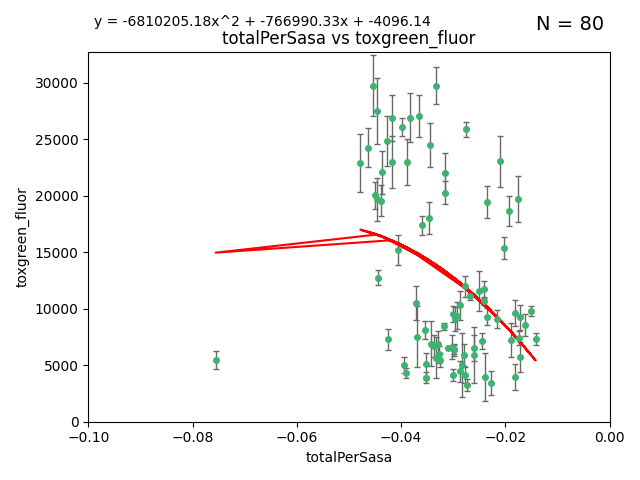 y = -6810205.18x^2 + -766990.33x + -4096.14
N = 80
totalPerSasa vs toxgreen_fluor
30000
25000
20000
15000
10000
5000
0
toxgreen_fluor
−0.10
−0.08
−0.06
−0.04
−0.02
0.00
totalPerSasa